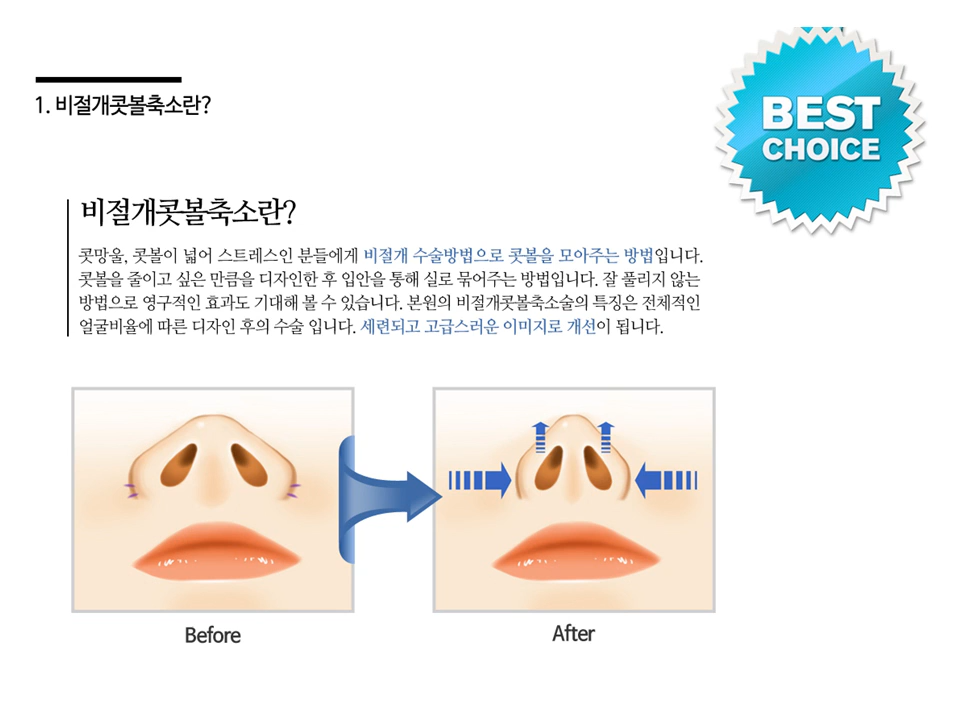 1. 비절개콧볼축소란?
BEST
CHOICE
비절개콧볼축소란?
콧망울, 콧볼이 넓어 스트레스인 분들에게 비절개 수술방법으로 콧볼을 모아주는 방법입니다.
콧볼을 줄이고 싶은 만큼을 디자인한 후 입안을 통해 실로 묶어주는 방법입니다. 잘 풀리지 않는
방법으로 영구적인 효과도 기대해 볼 수 있습니다. 본원의 비절개콧볼축소술의 특징은 전체적인
얼굴비율에 따른 디자인 후의 수술 입니다. 세련되고 고급스러운 이미지로 개선이 됩니다.
Before
After